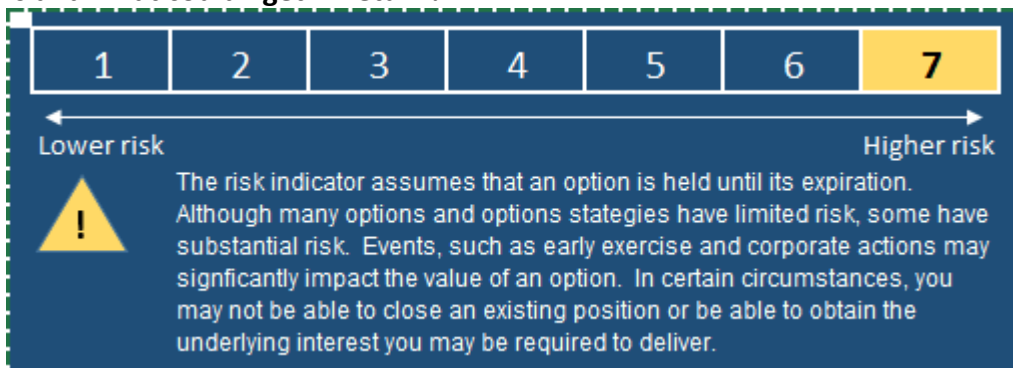 1 2 3 4 5 6 7
Lower risk Higher risk
The risk indicator assumes that an option is held until its expiration.
Although many options and options stategies have limited risk, some have
substantial risk.  Events, such as early exercise and corporate actions may
signficantly impact the value of an option.  In certain circumstances, you
!
may not be able to close an existing position or be able to obtain the
underlying interest you may be required to deliver.